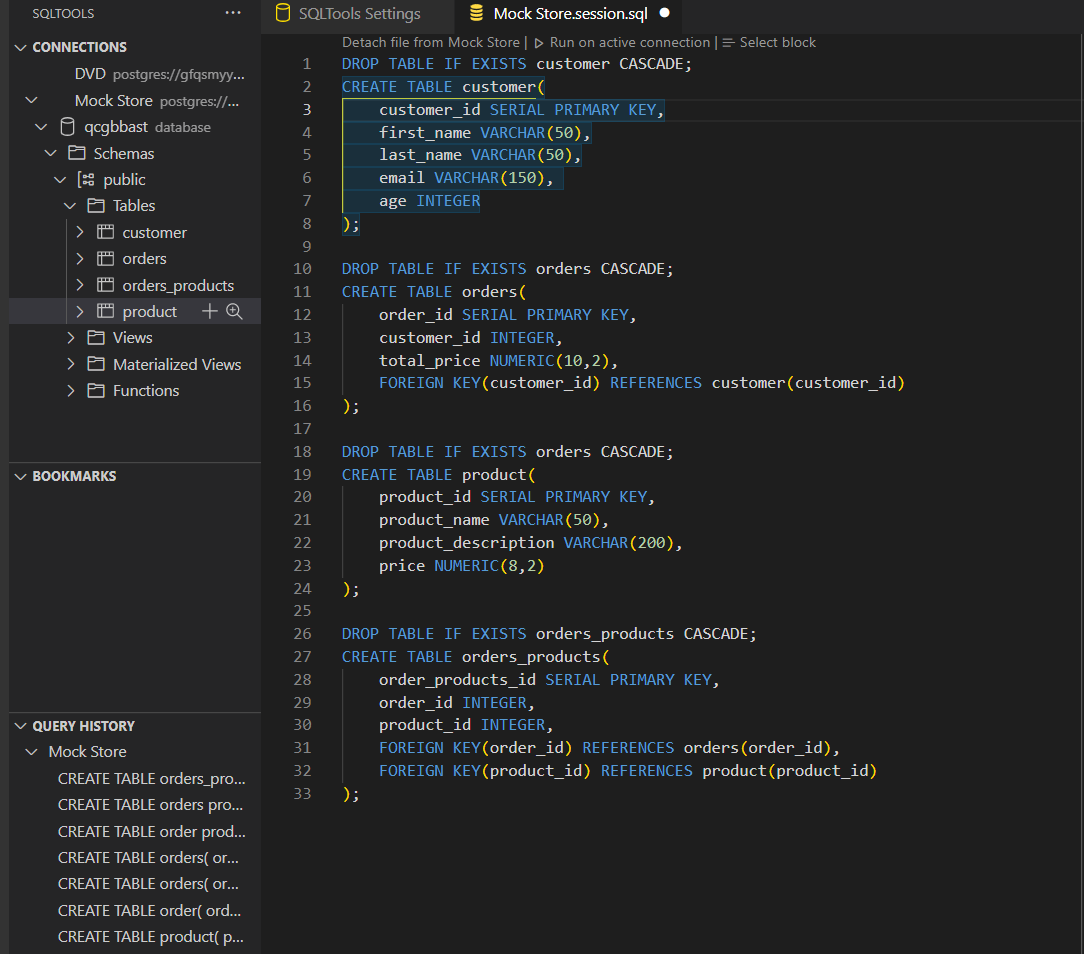 SQLTOOLS ···
CONNECTIONS
DVD postgres://gfqsmyy...
Mock Store postgres://...
qcgbbast database
Schemas
public
Tables
customer
orders
orders_products
product
Views
Materialized Views
Functions
BOOKMARKS
QUERY HISTORY
Mock Store
CREATE TABLE orders_pro...
CREATE TABLE orders pro...
CREATE TABLE order prod...
CREATE TABLE orders( or...
CREATE TABLE orders( or...
CREATE TABLE order( ord...
CREATE TABLE product( p...
SQLTools Settings
Mock Store.session.sql
Detach file from Mock Store | Run on active connection | Select block
1 DROP TABLE IF EXISTS customer CASCADE;
2 CREATE TABLE customer(
3 customer_id SERIAL PRIMARY KEY,
4 first_name VARCHAR(50),
5 last_name VARCHAR(50),
6 email VARCHAR(150),
7 age INTEGER
8 );
9
10 DROP TABLE IF EXISTS orders CASCADE;
11 CREATE TABLE orders(
12 order_id SERIAL PRIMARY KEY,
13 customer_id INTEGER,
14 total_price NUMERIC(10,2),
15 FOREIGN KEY(customer_id) REFERENCES customer(customer_id)
16 );
17
18 DROP TABLE IF EXISTS orders CASCADE;
19 CREATE TABLE product(
20 product_id SERIAL PRIMARY KEY,
21 product_name VARCHAR(50),
22 product_description VARCHAR(200),
23 price NUMERIC(8,2)
24 );
25
26 DROP TABLE IF EXISTS orders_products CASCADE;
27 CREATE TABLE orders_products(
28 order_products_id SERIAL PRIMARY KEY,
29 order_id INTEGER,
30 product_id INTEGER,
31 FOREIGN KEY(order_id) REFERENCES orders(order_id),
32 FOREIGN KEY(product_id) REFERENCES product(product_id)
33 );